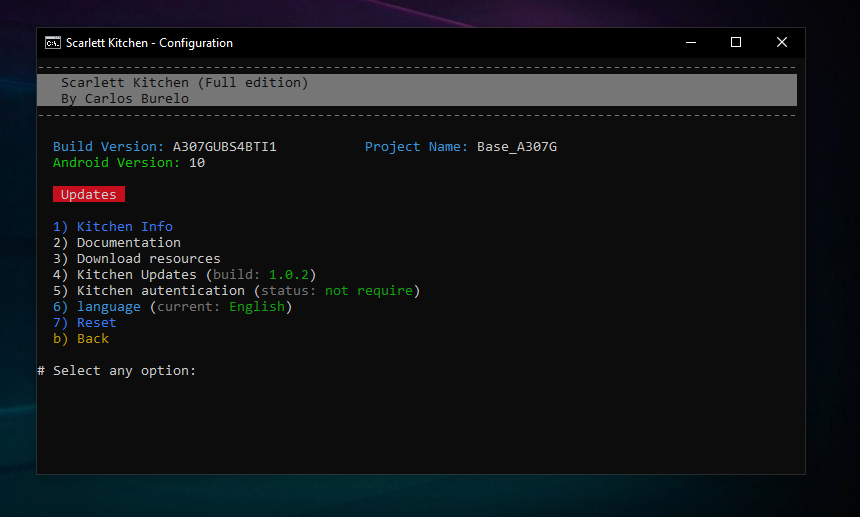 Scarlett Kitchen - Configuration
--------------------------------------------------------------------------------
Scarlett Kitchen (Full edition)
By Carlos Burelo
--------------------------------------------------------------------------------
Build Version: A307GUBS4BTI1 Project Name: Base_A307G
Android Version: 10
Updates
1) Kitchen Info
2) Documentation
3) Download resources
4) Kitchen Updates (build: 1.0.2)
5) Kitchen autentication (status: not require)
6) language (current: English)
7) Reset
b) Back
# Select any option: